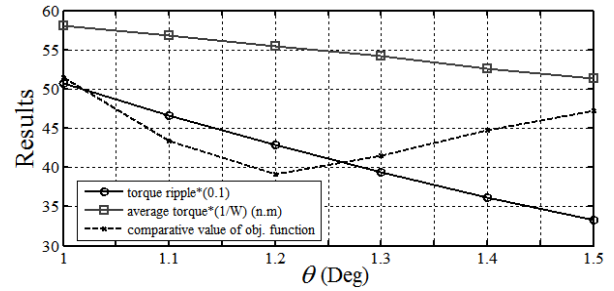 60
55
50
45
40
35
30
Results
torque ripple*(0.1)
average torque*(1/W) (n.m)
comparative value of obj. function
1 1.1 1.2 1.3 1.4 1.5
θ (Deg)